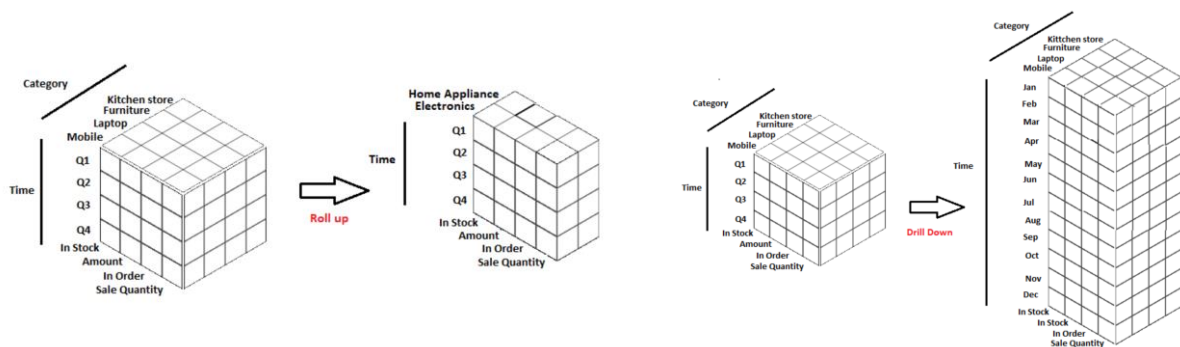 Category
Kitchen store
Furniture
Laptop
Mobile
Time
Q1
Q2
Q3
Q4
In Stock
Amount
In Order
Sale Quantity
Roll up
Home Appliance
Electronics
Time
Q1
Q2
Q3
Q4
In Stock
Amount
In Order
Sale Quantity
Category
Kitchen store
Furniture
Laptop
Mobile
Time
Q1
Q2
Q3
Q4
In Stock
Amount
In Order
Sale Quantity
Drill Down
Category
Kittchen store
Furniture
Laptop
Mobile
Time
Jan
Feb
Mar
Apr
May
Jun
Jul
Aug
Sep
Oct
Nov
Dec
In Stock
In Stock
In Order
Sale Quantity